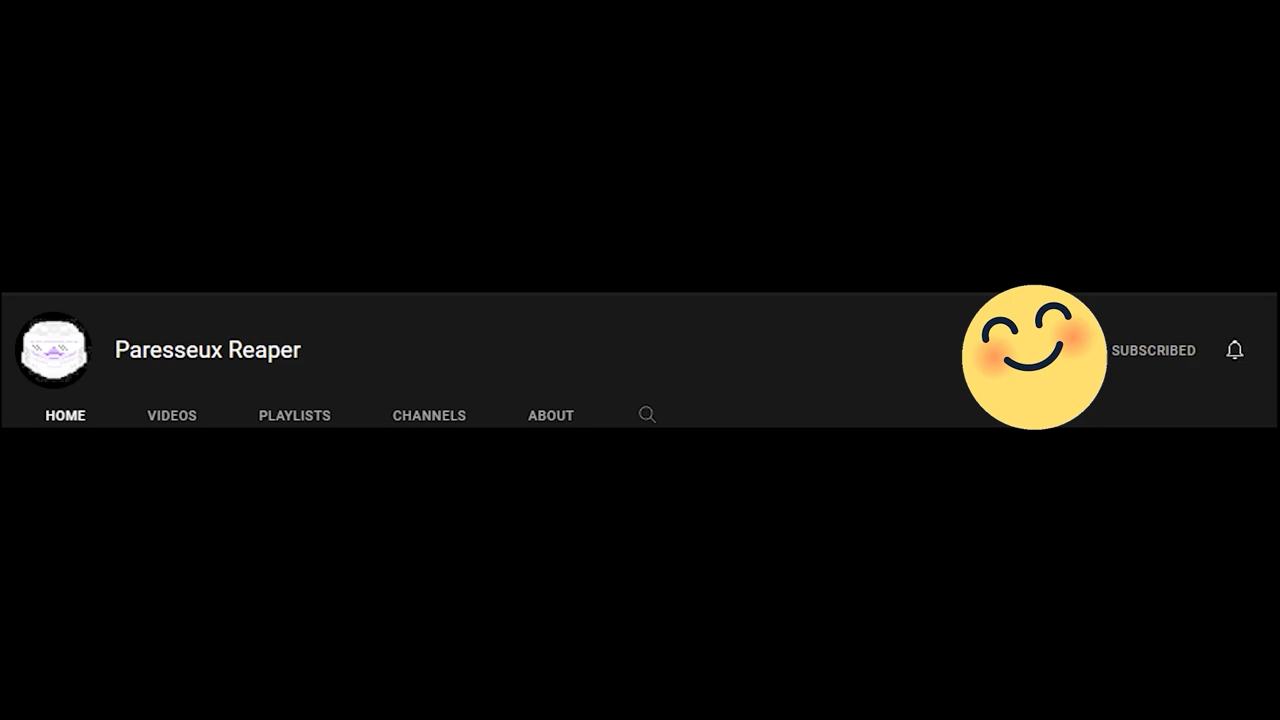 Paresseux Reaper
SUBSCRIBED
HOME VIDEOS PLAYLISTS CHANNELS ABOUT